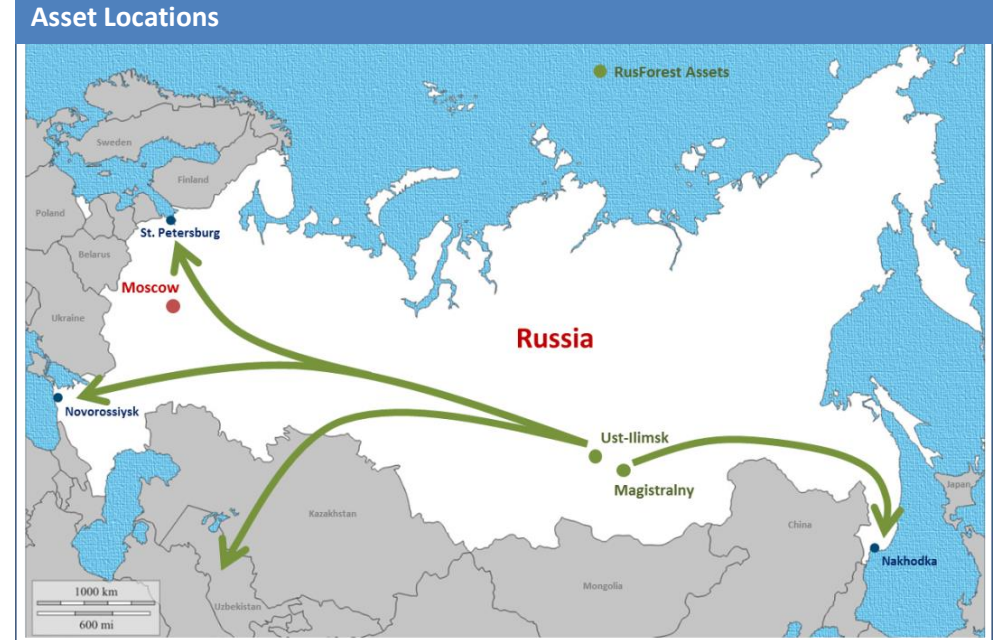 Asset Locations
RusForest Assets
Sweden
Finland
Poland
St. Petersburg
Belarus
Moscow
Ukraine
Russia
Novorossiysk
Ust-Ilimsk
Magistralny
Japan
Kazakhstan
China
Nakhodka
Mongolia
Uzbekistan
1000 km
600 mi